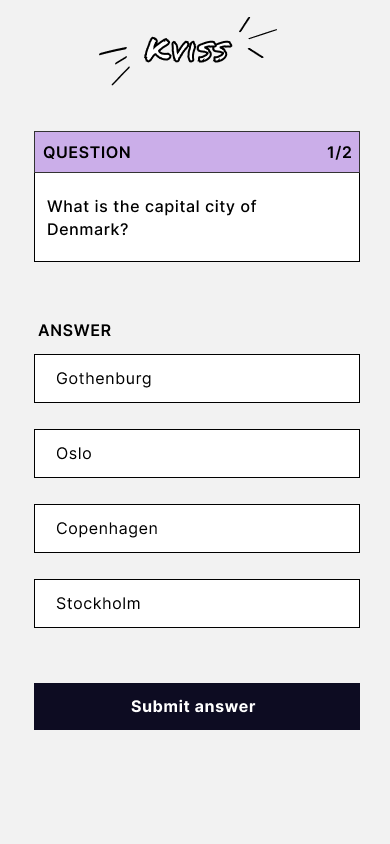 KVISS
QUESTION 1/2
What is the capital city of
Denmark?
ANSWER
Gothenburg
Oslo
Copenhagen
Stockholm
Submit answer